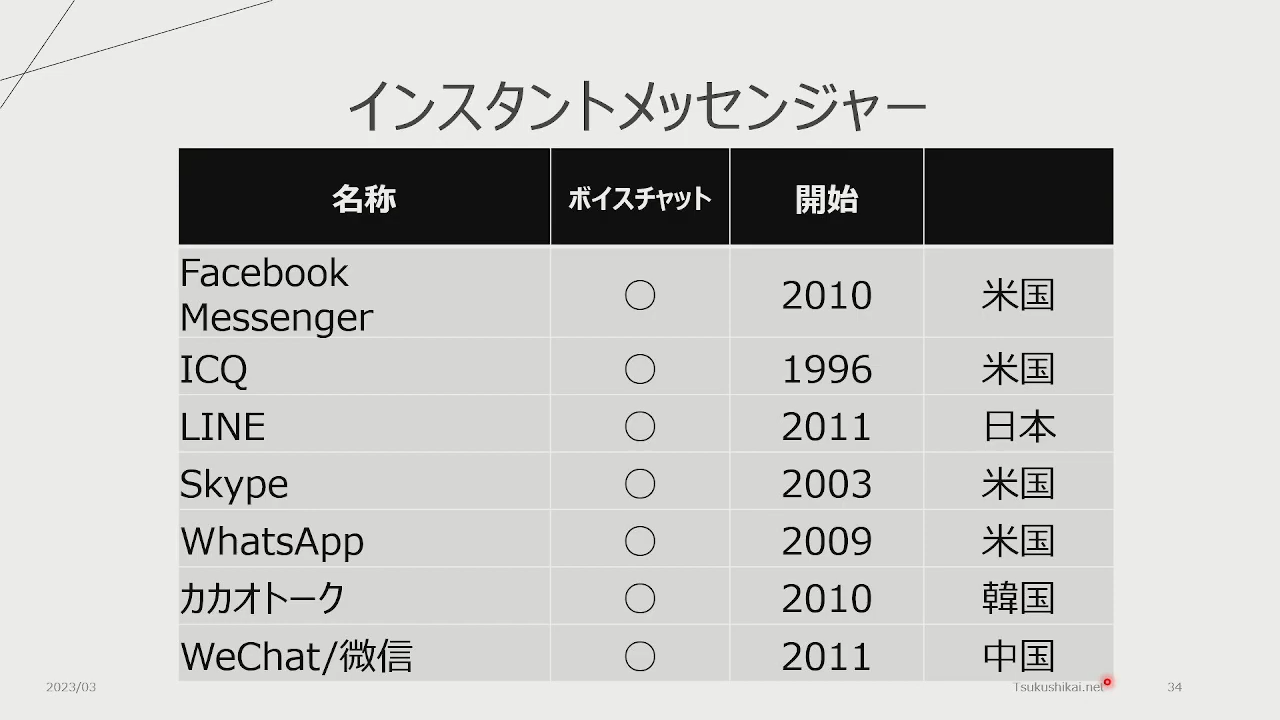 インスタントメッセンジャー
名称 ボイスチャット 開始
Facebook
Messenger ○ 2010 米国
ICQ ○ 1996 米国
LINE ○ 2011 日本
Skype ○ 2003 米国
WhatsApp ○ 2009 米国
カカオトーク ○ 2010 韓国
WeChat/微信 ○ 2011 中国
2023/03 Tsukushikai.net 34